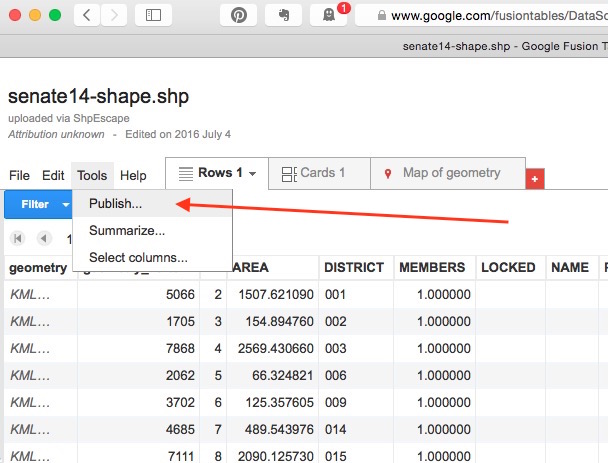 1
www.google.com/fusiontables/DataSo
senate14-shape.shp - Google Fusion Ta
senate14-shape.shp
uploaded via ShpEscape
Attribution unknown - Edited on 2016 July 4
File Edit Tools Help Rows 1 Cards 1 Map of geometry +
Filter Publish...
1 Summarize...
Select columns...
geometry AREA DISTRICT MEMBERS LOCKED NAME
KML... 5066 2 1507.621090 001 1.000000
KML... 1705 3 154.894760 002 1.000000
KML... 7868 4 2569.430660 003 1.000000
KML... 2062 5 66.324821 006 1.000000
KML... 3702 6 125.357605 009 1.000000
KML... 4685 7 489.543976 014 1.000000
KML... 7111 8 2090.125730 015 1.000000